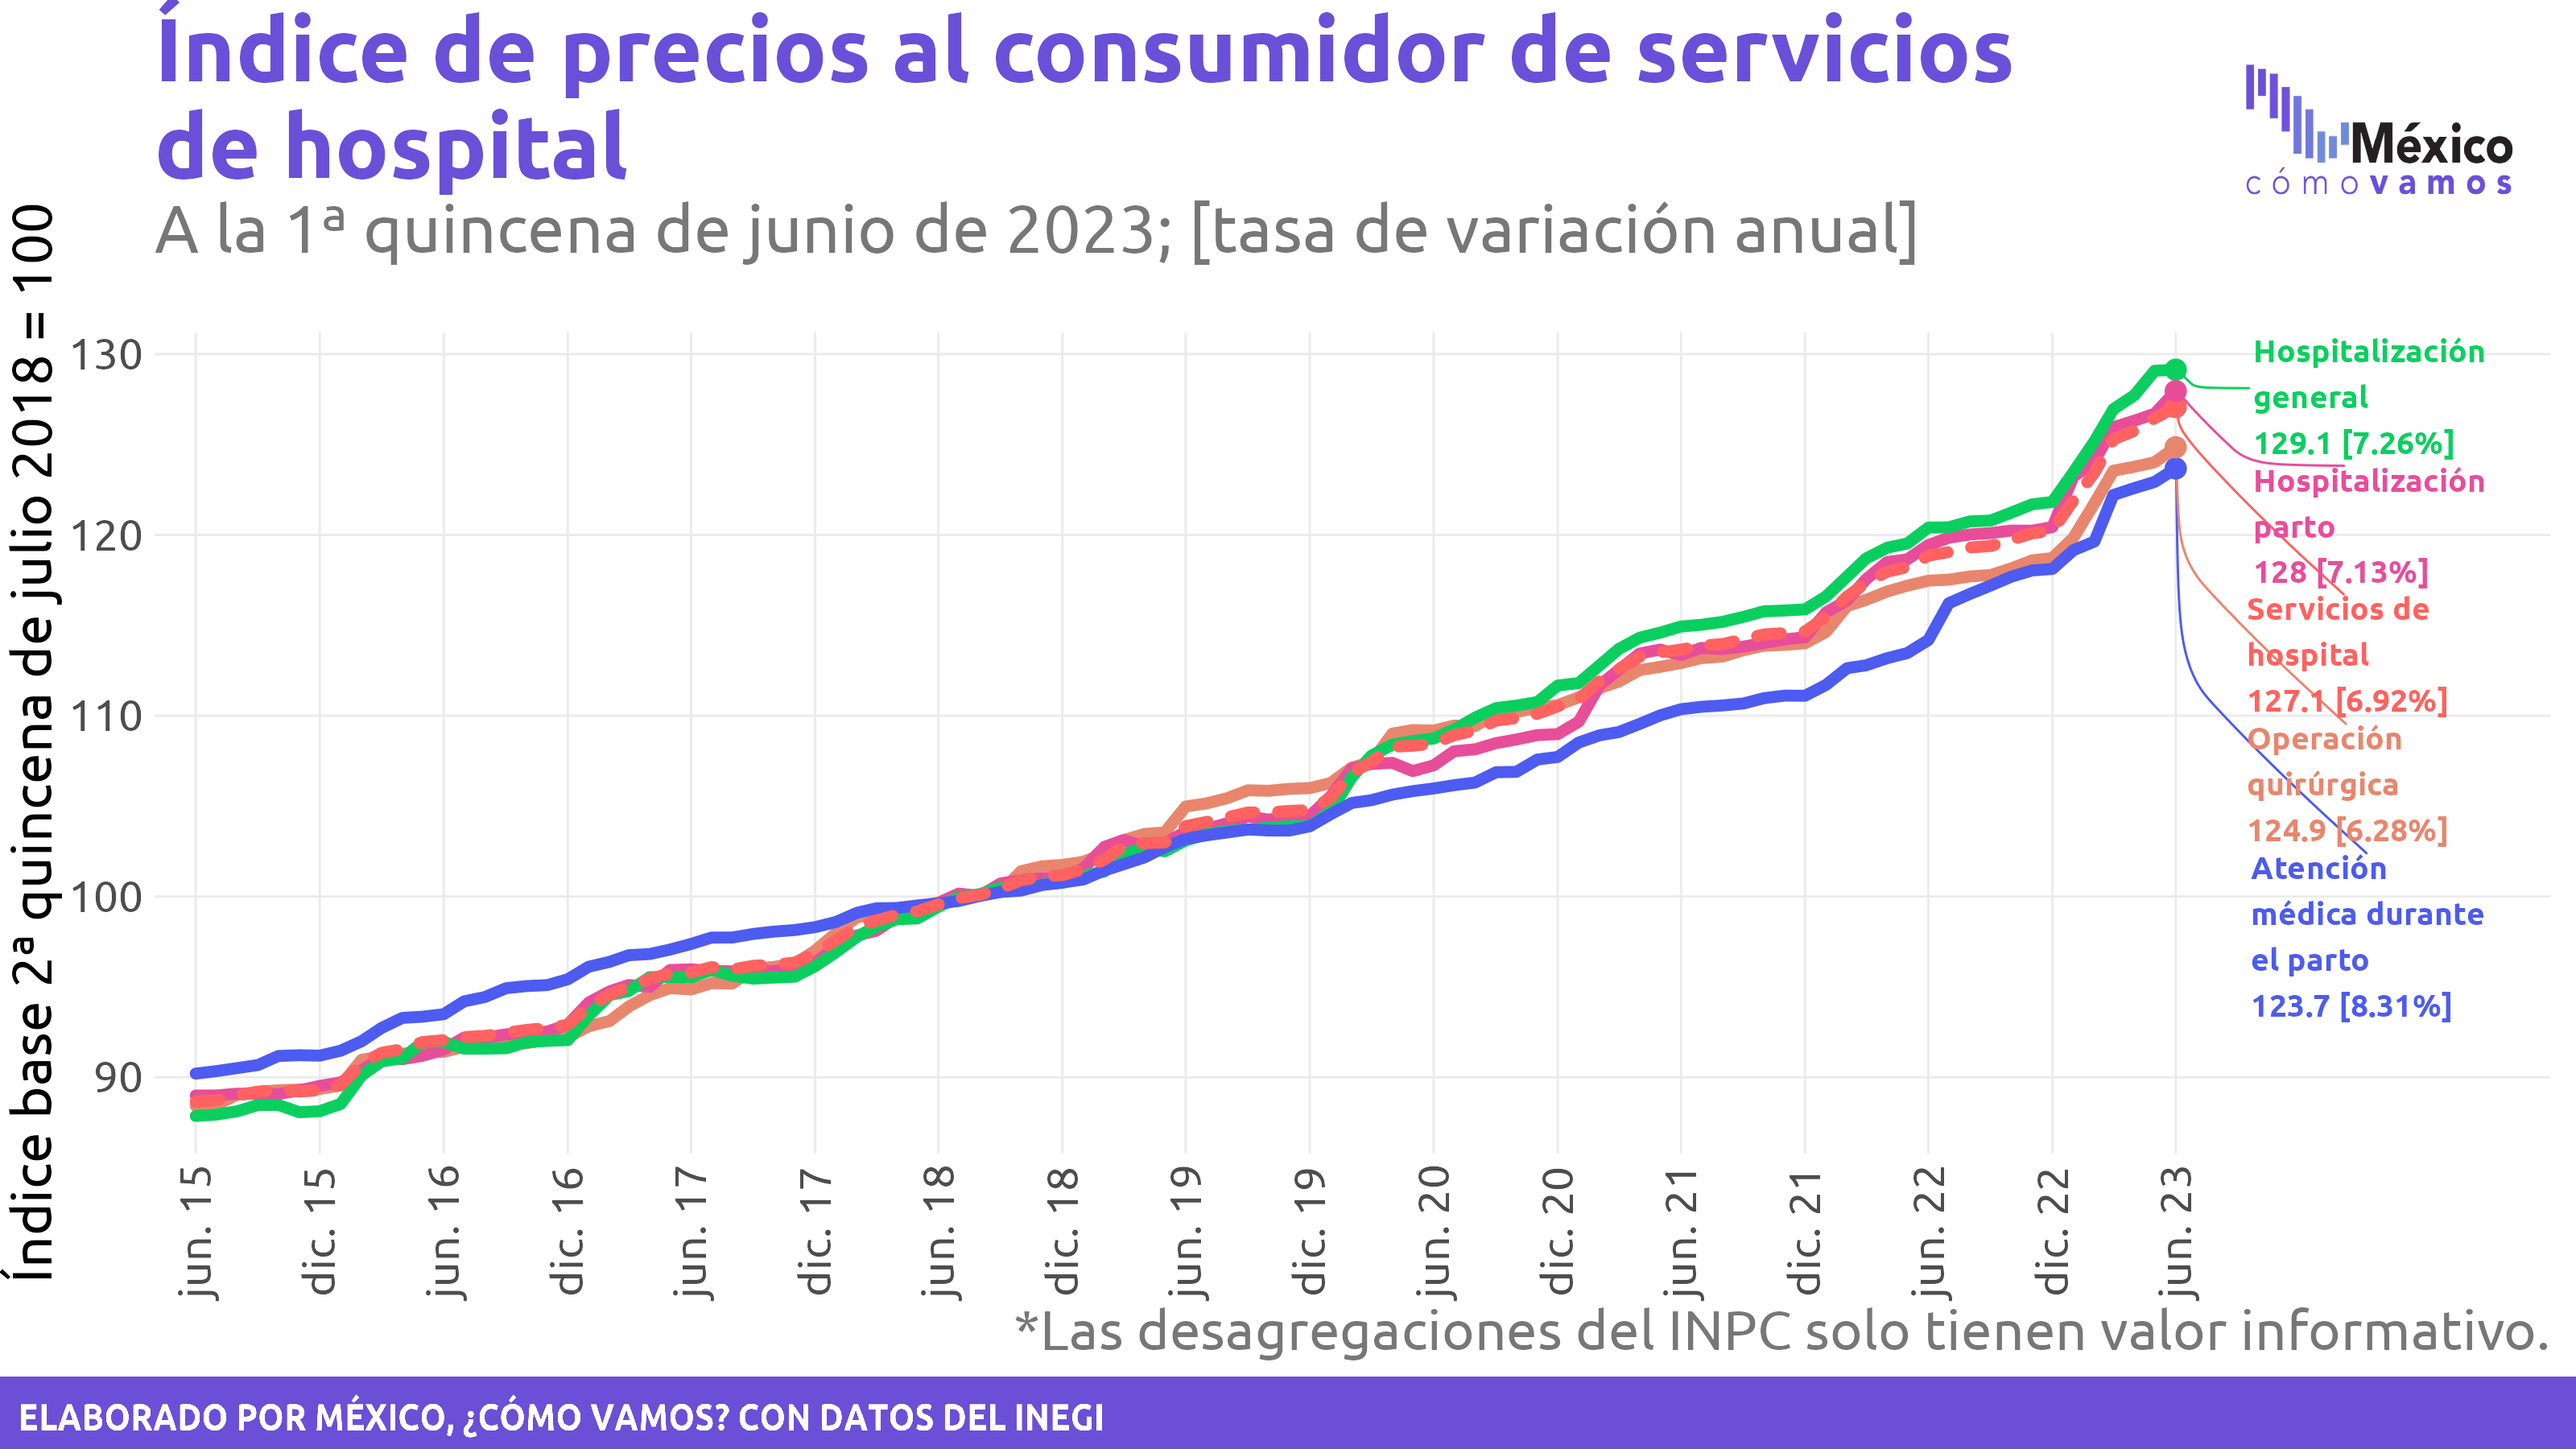 Índice de precios al consumidor de servicios
de hospital
A la 1ª quincena de junio de 2023; [tasa de variación anual]
México
cómo vamos
Índice base 2ª quincena de julio 2018 = 100
130
120
110
100
90
Hospitalización
general
129.1 [7.26%]
Hospitalización
parto
128 [7.13%]
Servicios de
hospital
127.1 [6.92%]
Operación
quirúrgica
124.9 [6.28%]
Atención
médica durante
el parto
123.7 [8.31%]
jun. 15
dic. 15
jun. 16
dic. 16
jun. 17
dic. 17
jun. 18
dic. 18
jun. 19
dic. 19
jun. 20
dic. 20
jun. 21
dic. 21
jun. 22
dic. 22
jun. 23
*Las desagregaciones del INPC solo tienen valor informativo.
ELABORADO POR MÉXICO, ¿CÓMO VAMOS? CON DATOS DEL INEGI